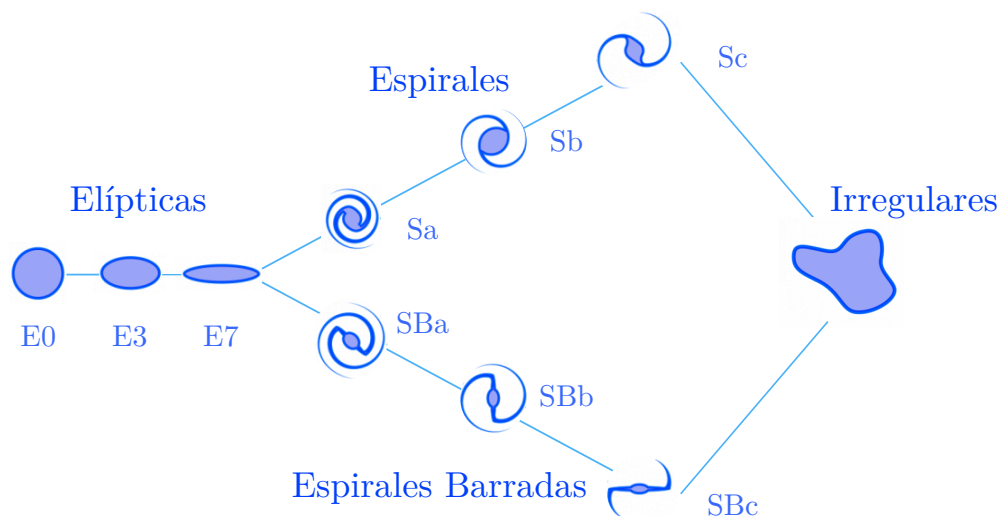 Sc
Espirales
Sb
Elípticas
Irregulares
Sa
SBa
E0 E3 E7
SBb
Espirales Barradas
SBc